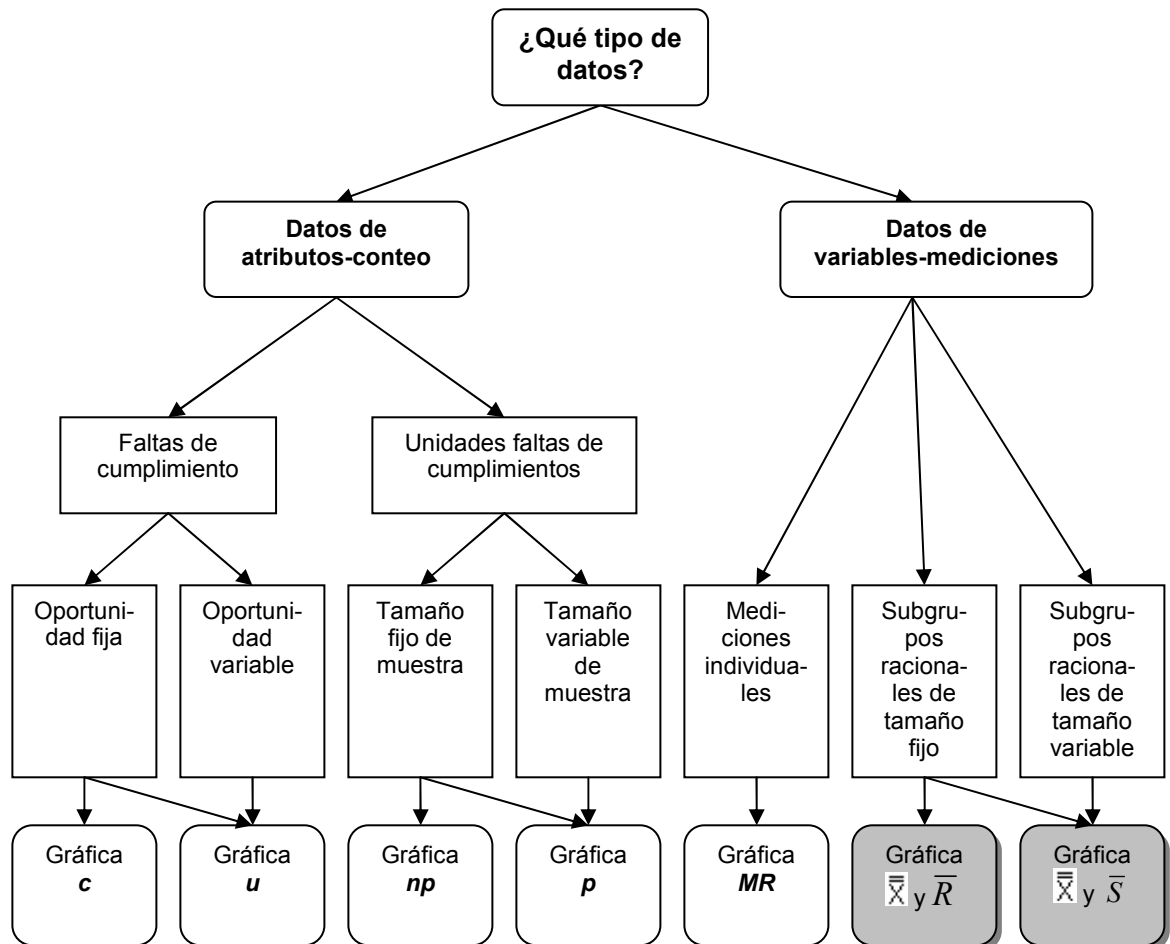 ¿Qué tipo de
datos?
Datos de
atributos-conteo
Datos de
variables-mediciones
Faltas de
cumplimiento
Unidades faltas de
cumplimientos
Oportuni-
dad fija
Oportuni-
dad
variable
Tamaño
fijo de
muestra
Tamaño
variable
de
muestra
Medi-
ciones
individua-
les
Subgru-
pos
raciona-
les de
tamaño
fijo
Subgru-
pos
raciona-
les de
tamaño
variable
Gráfica
c
Gráfica
u
Gráfica
np
Gráfica
p
Gráfica
MR
Gráfica
X̿ y R̅
Gráfica
X̿ y S̅